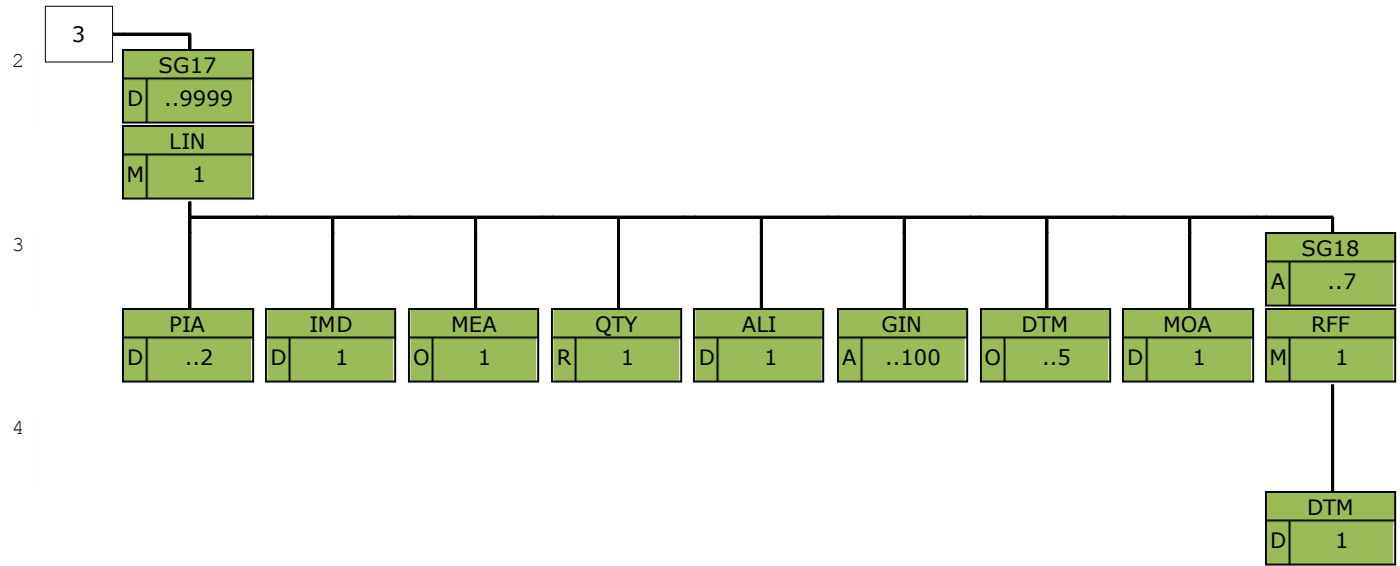 3
2
SG17
D ..9999
LIN
M 1
3
SG18
A ..7
PIA IMD MEA QTY ALI GIN DTM MOA RFF
D ..2 D 1 O 1 R 1 D 1 A ..100 O ..5 D 1 M 1
4
DTM
D 1